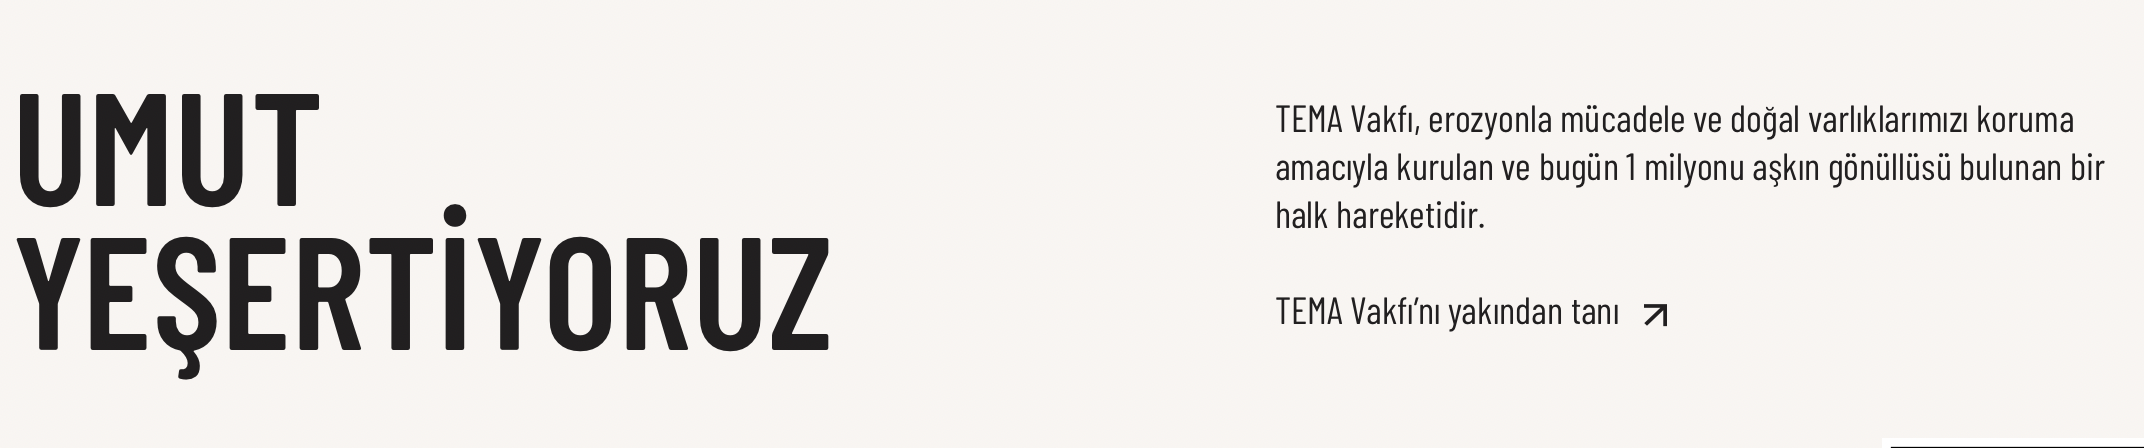 UMUT
YEŞERTİYORUZ
TEMA Vakfı, erozyonla mücadele ve doğal varlıklarımızı koruma
amacıyla kurulan ve bugün 1 milyonu aşkın gönüllüsü bulunan bir
halk hareketidir.
TEMA Vakfı’nı yakından tanı